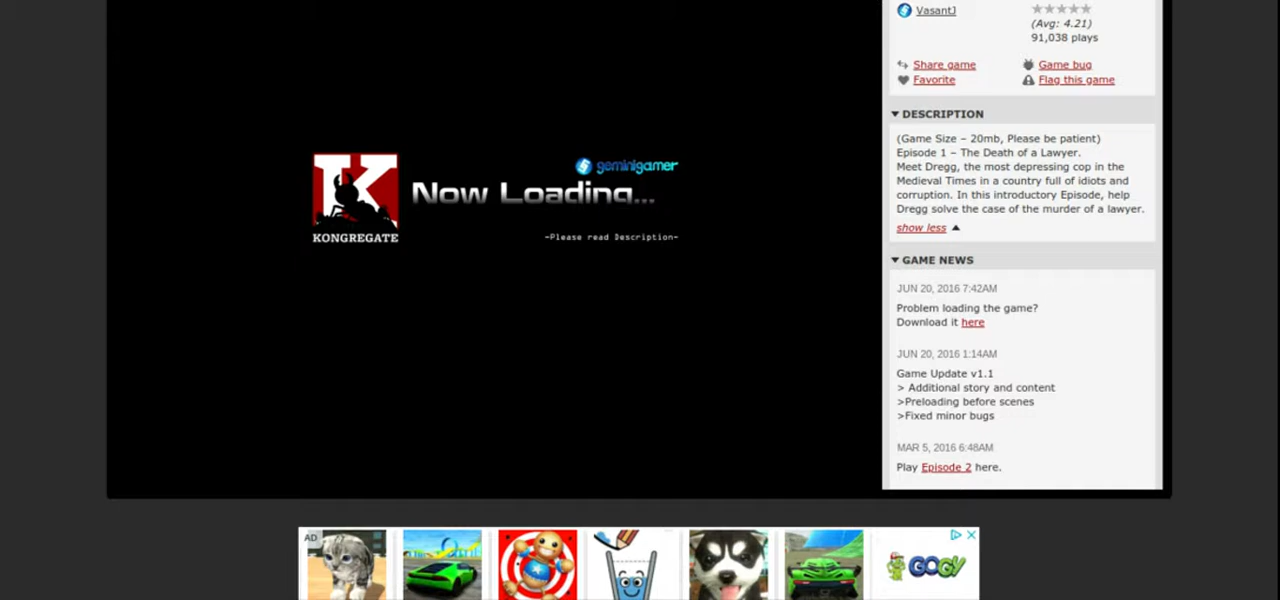 VasantJ
(Avg: 4.21)
91,038 plays
Share game
Game bug
Favorite
Flag this game
DESCRIPTION
(Game Size – 20mb, Please be patient)
Episode 1 – The Death of a Lawyer.
Meet Dregg, the most depressing cop in the
Medieval Times in a country full of idiots and
corruption. In this introductory Episode, help
Dregg solve the case of the murder of a lawyer.
show less
GAME NEWS
JUN 20, 2016 7:42AM
Problem loading the game?
Download it here
JUN 20, 2016 1:14AM
Game Update v1.1
> Additional story and content
>Preloading before scenes
>Fixed minor bugs
MAR 5, 2016 6:48AM
Play Episode 2 here.
K
KONGREGATE
geminigamer
Now Loading...
-Please read Description-
AD
GOGY